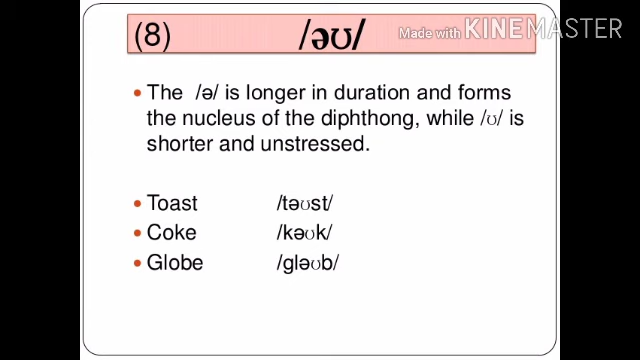 (8) /əʊ/
Made with KINEMASTER
• The /ə/ is longer in duration and forms
the nucleus of the diphthong, while /ʊ/ is
shorter and unstressed.
• Toast /təʊst/
• Coke /kəʊk/
• Globe /gləʊb/